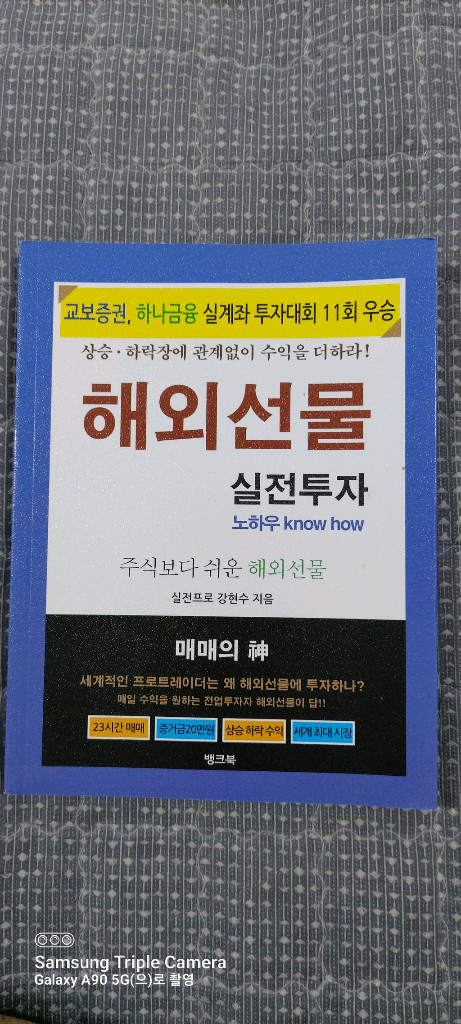 교보증권, 하나금융 실계좌 투자대회 11회 우승
상승·하락장에 관계없이 수익을 더하라!
해외선물
실전투자
노하우 know how
주식보다 쉬운 해외선물
실전프로 강현수 지음
매매의 神
세계적인 프로트레이더는 왜 해외선물에 투자하나?
매일 수익을 원하는 전업투자자 해외선물이 답!!
23시간 매매 증거금20만원 상승 하락 수익 세계 최대 시장
뱅크북
Samsung Triple Camera
Galaxy A90 5G(으)로 촬영